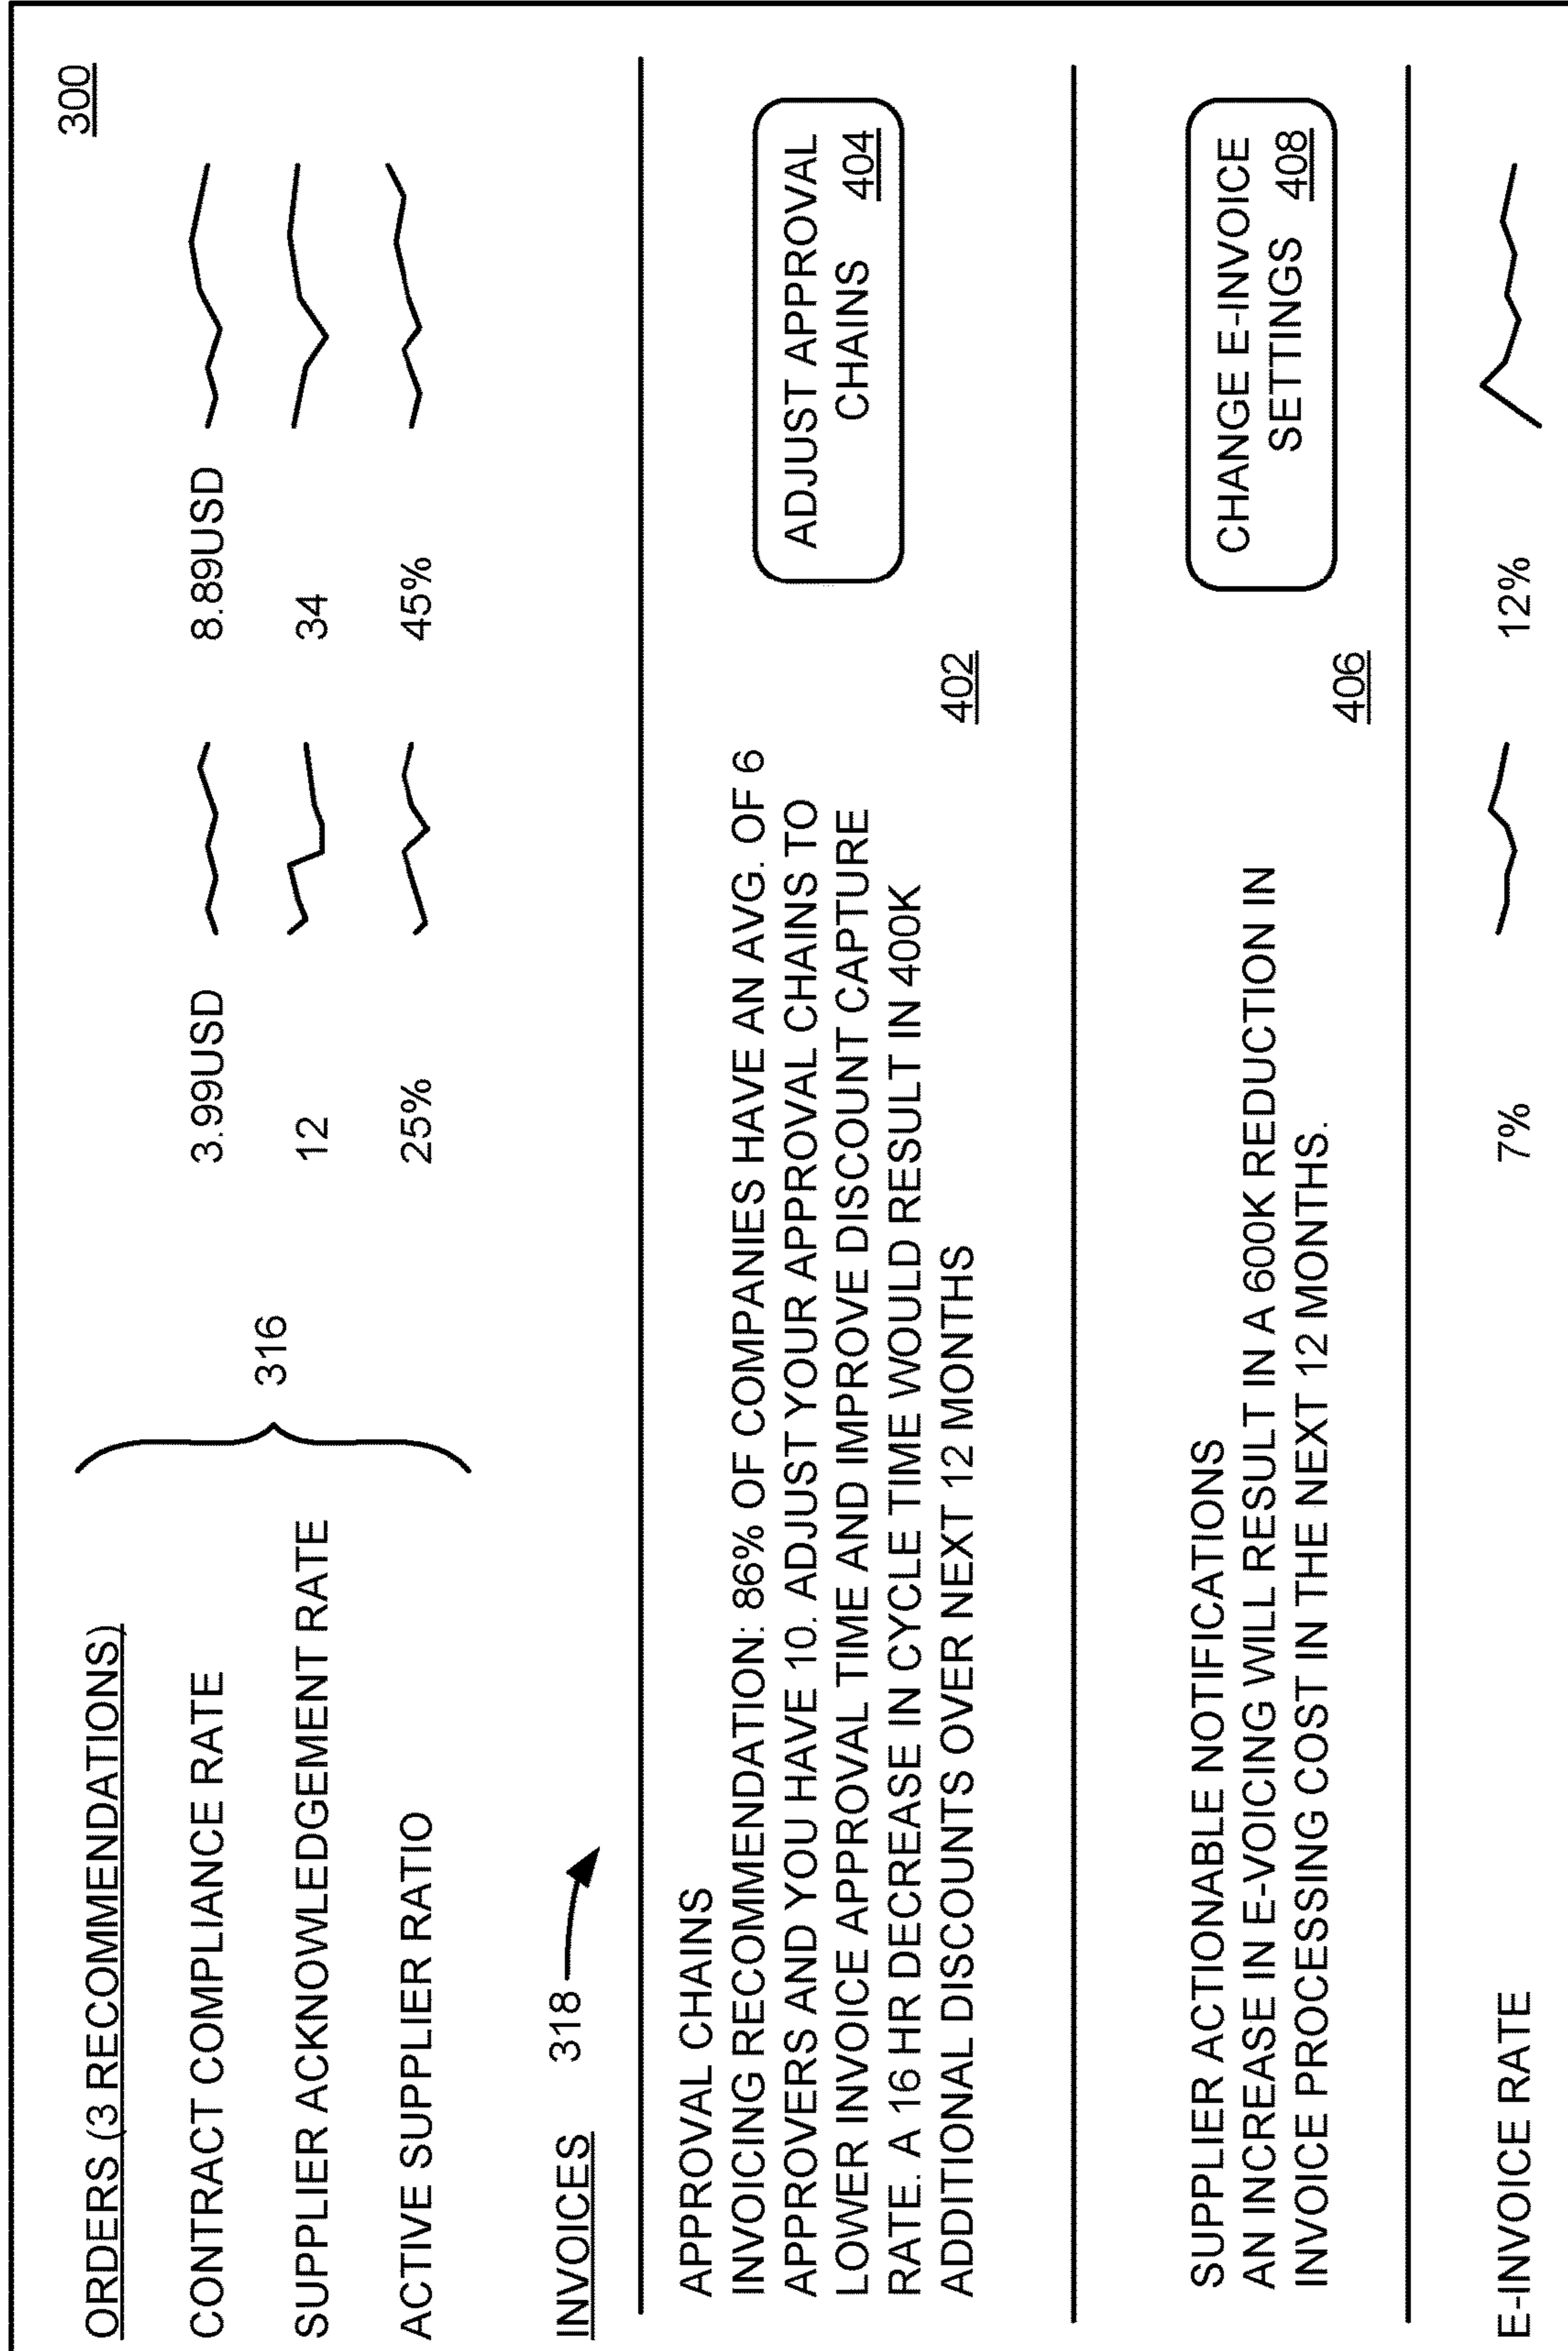 300
ORDERS (3 RECOMMENDATIONS)
316
CONTRACT COMPLIANCE RATE 3.99USD 8.89USD
SUPPLIER ACKNOWLEDGEMENT RATE 12 34
ACTIVE SUPPLIER RATIO 25% 45%
INVOICES 318
APPROVAL CHAINS
INVOICING RECOMMENDATION: 86% OF COMPANIES HAVE AN AVG. OF 6
APPROVERS AND YOU HAVE 10. ADJUST YOUR APPROVAL CHAINS TO
LOWER INVOICE APPROVAL TIME AND IMPROVE DISCOUNT CAPTURE
RATE. A 16 HR DECREASE IN CYCLE TIME WOULD RESULT IN 400K
ADDITIONAL DISCOUNTS OVER NEXT 12 MONTHS
402
ADJUST APPROVAL
CHAINS 404
SUPPLIER ACTIONABLE NOTIFICATIONS
AN INCREASE IN E-VOICING WILL RESULT IN A 600K REDUCTION IN
INVOICE PROCESSING COST IN THE NEXT 12 MONTHS.
406
CHANGE E-INVOICE
SETTINGS 408
E-INVOICE RATE 7% 12%